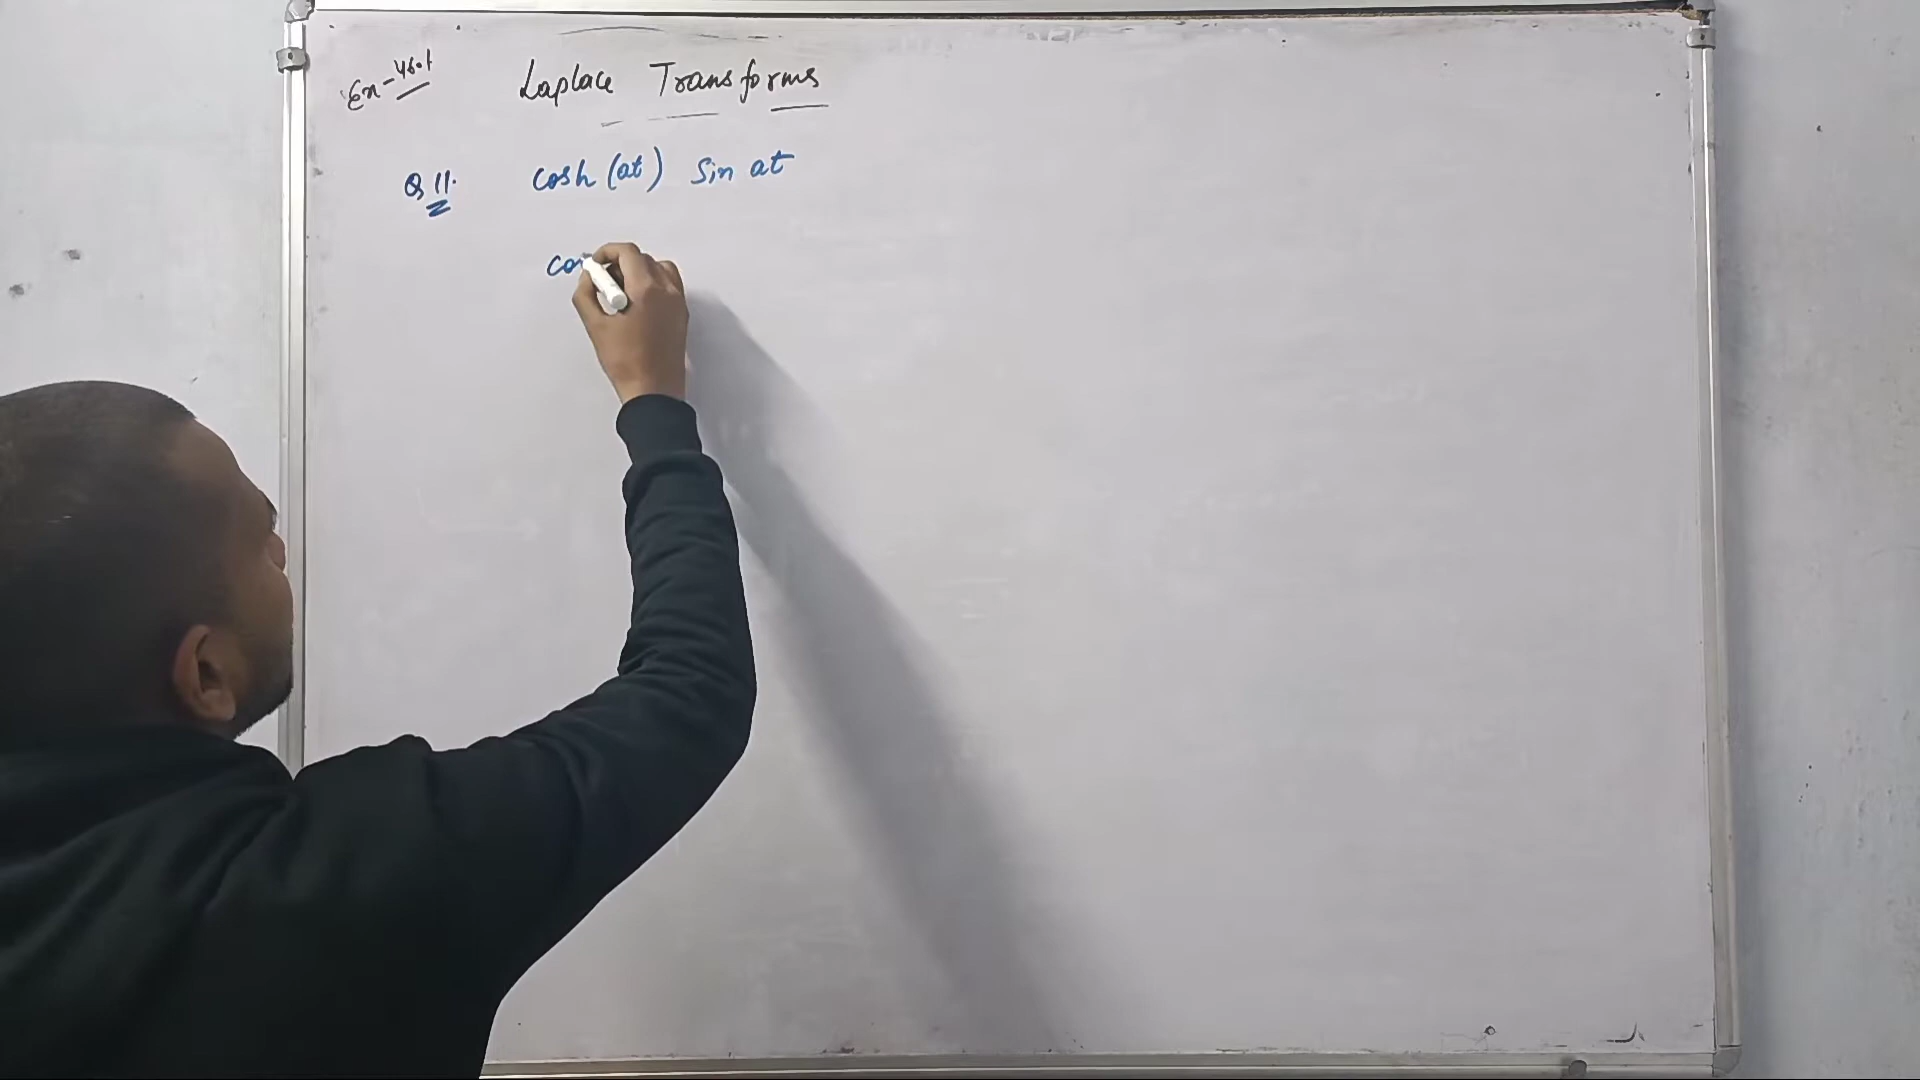 Ex-46.1 Laplace Transforms
Q 11. cosh (at) Sin at
co